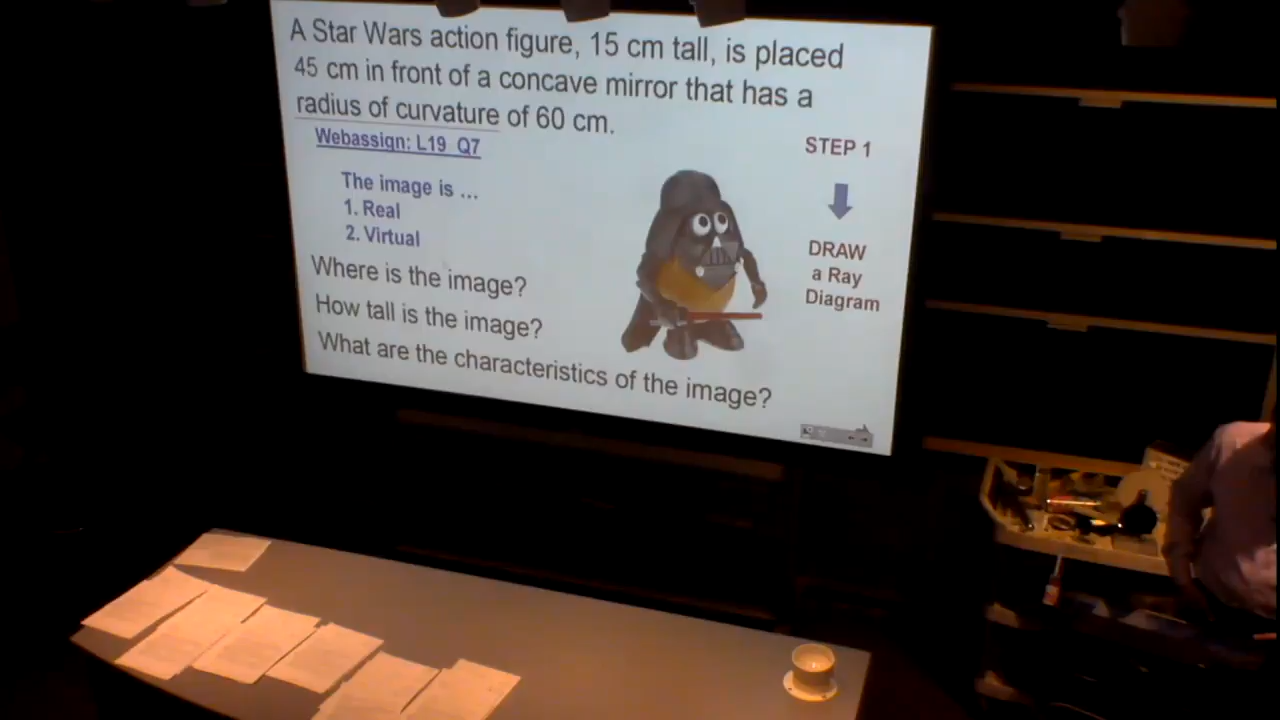 A Star Wars action figure, 15 cm tall, is placed
45 cm in front of a concave mirror that has a
radius of curvature of 60 cm.
Webassign: L19 Q7
The image is ...
1. Real
2. Virtual
Where is the image?
How tall is the image?
What are the characteristics of the image?
STEP 1
DRAW
a Ray
Diagram